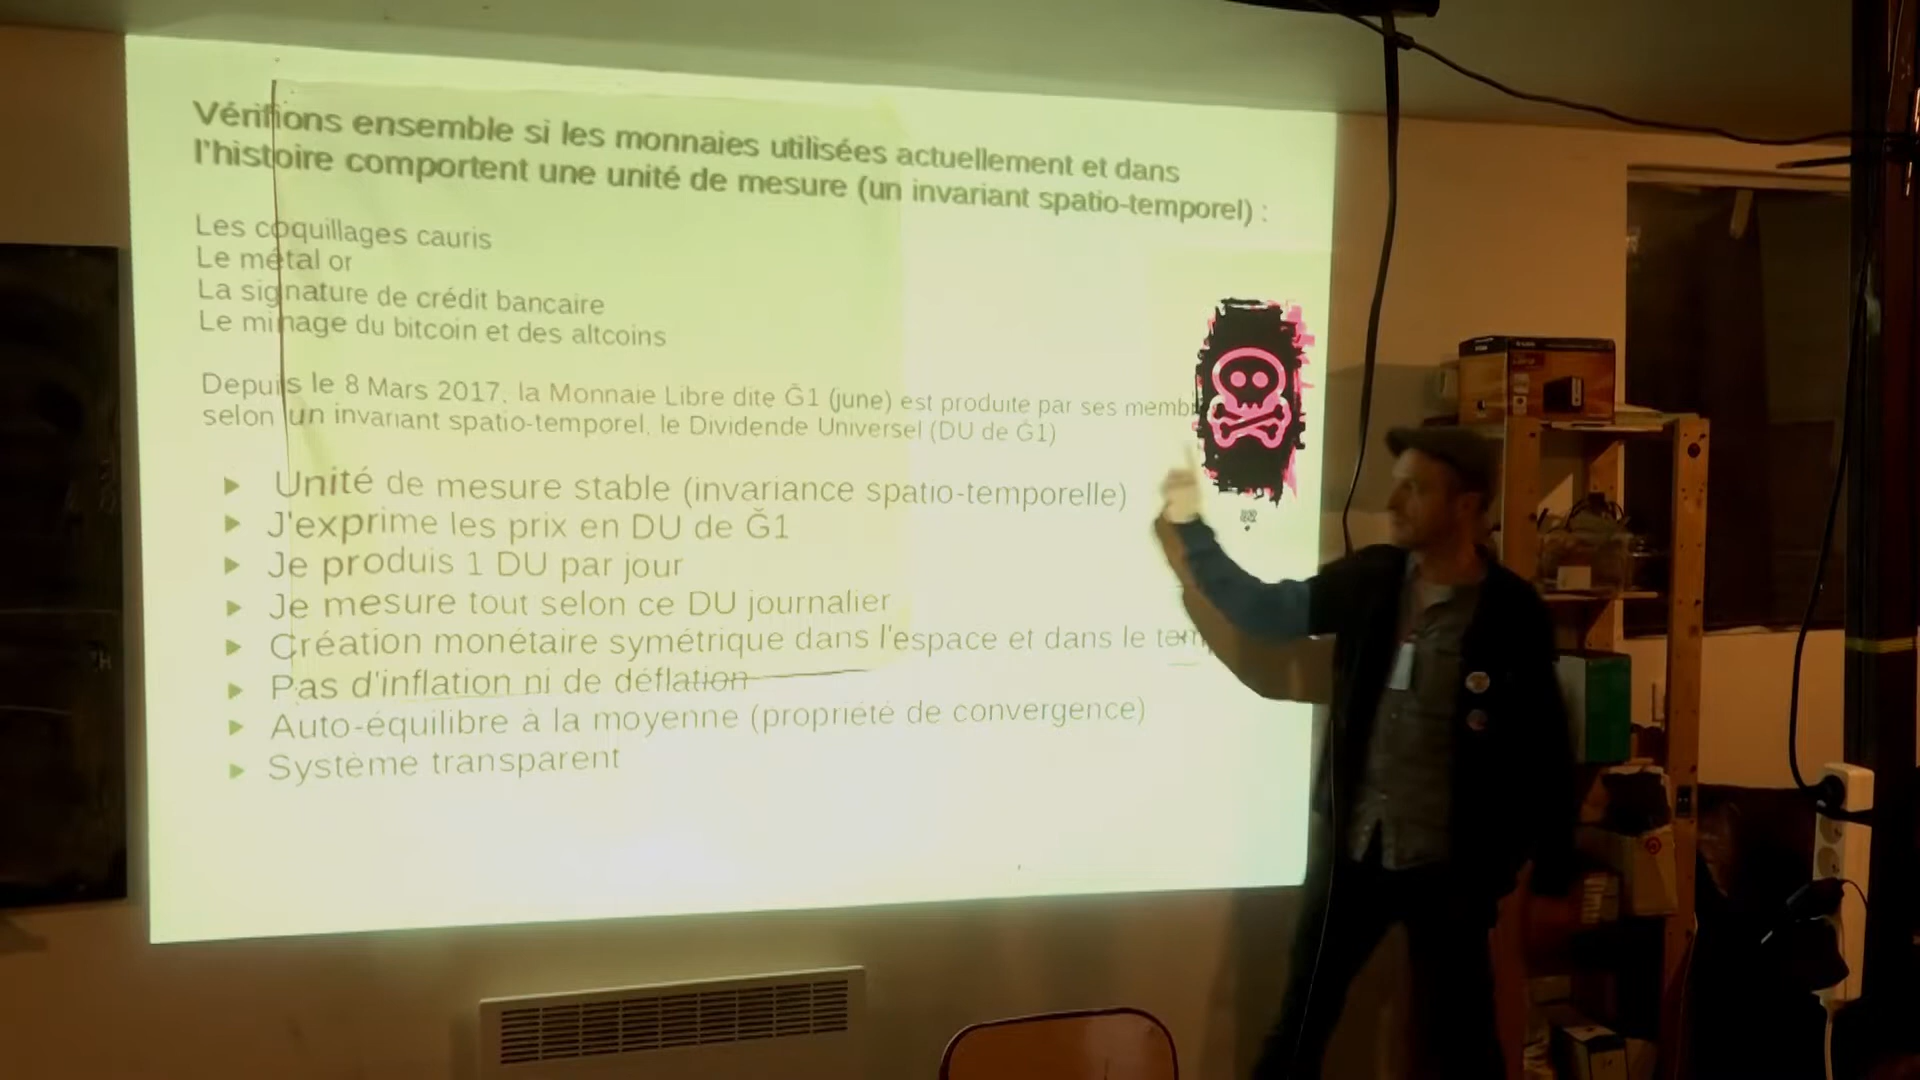 Vérifions ensemble si les monnaies utilisées actuellement et dans
l'histoire comportent une unité de mesure (un invariant spatio-temporel) :
Les coquillages cauris
Le métal or
La signature de crédit bancaire
Le minage du bitcoin et des altcoins
Depuis le 8 Mars 2017, la Monnaie Libre dite Ğ1 (june) est produite par ses memb
selon un invariant spatio-temporel, le Dividende Universel (DU de Ğ1)
Unité de mesure stable (invariance spatio-temporelle)
J'exprime les prix en DU de Ğ1
Je produis 1 DU par jour
Je mesure tout selon ce DU journalier
Création monétaire symétrique dans l'espace et dans le tem
Pas d'inflation ni de déflation
Auto-équilibre à la moyenne (propriété de convergence)
Système transparent